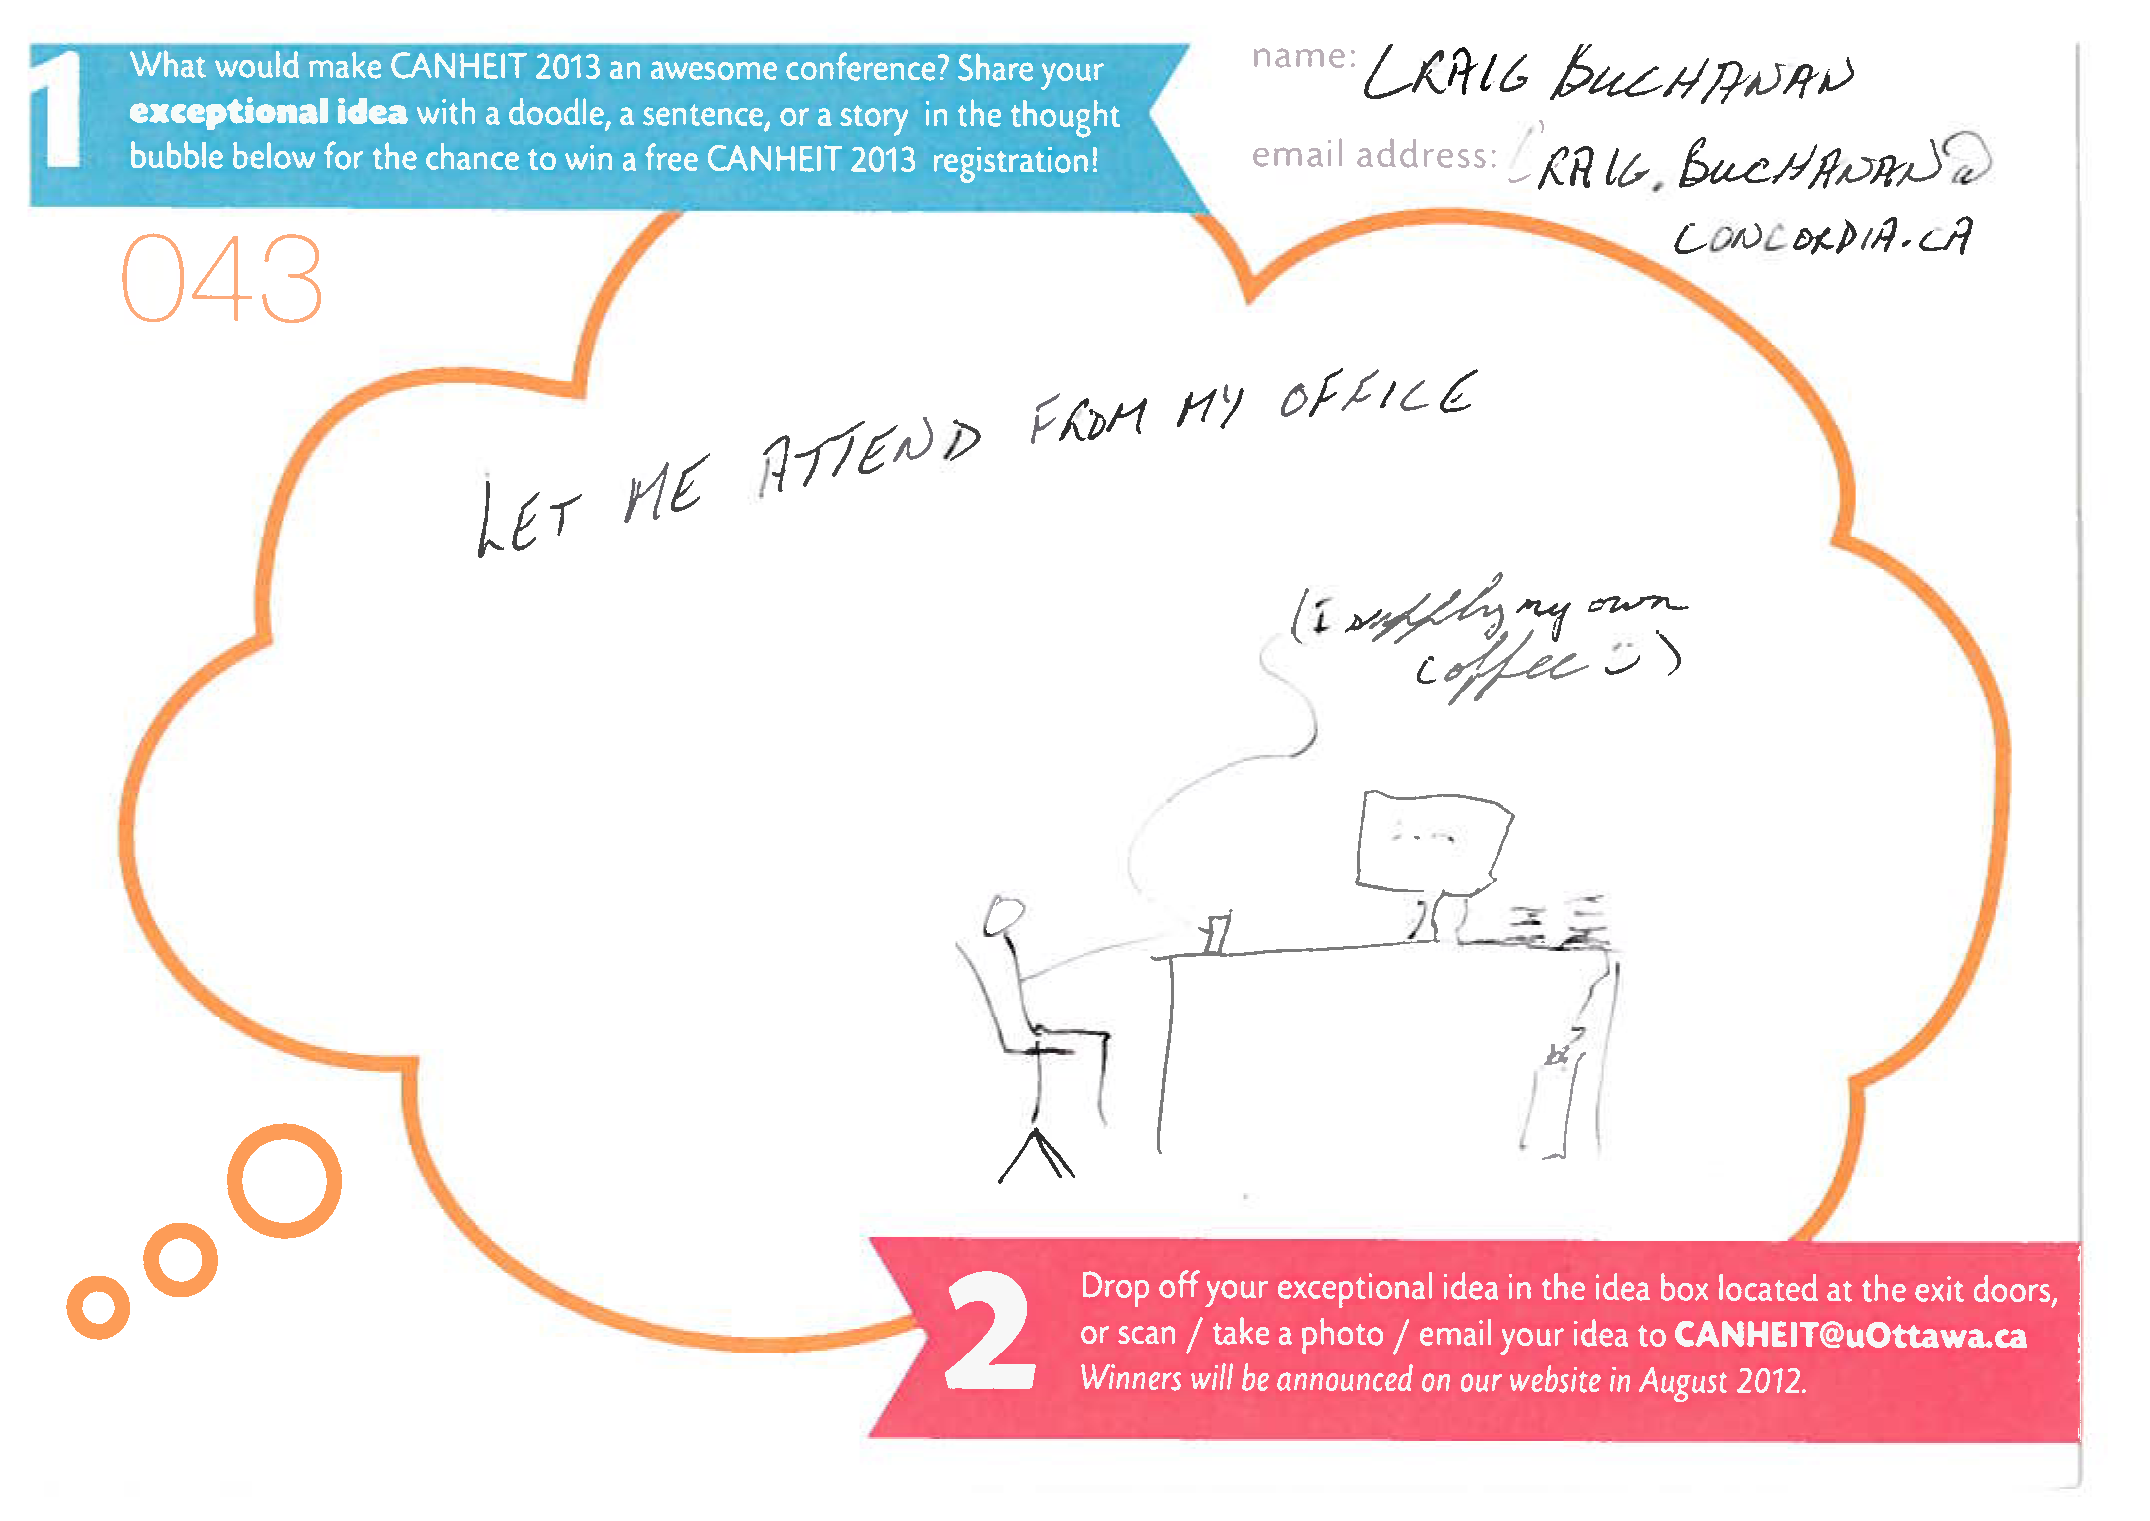 1
What would make CANHEIT 2013 an awesome conference? Share your
exceptional idea with a doodle, a sentence, or a story in the thought
bubble below for the chance to win a free CANHEIT 2013 registration!
name: CRAIG BUCHANAN
email address: CRAIG.BUCHANAN@
CONCORDIA.CA
043
LET ME ATTEND FROM MY OFFICE
(I supply my own
coffee :-)
2
Drop off your exceptional idea in the idea box located at the exit doors,
or scan / take a photo / email your idea to CANHEIT@uOttawa.ca
Winners will be announced on our website in August 2012.